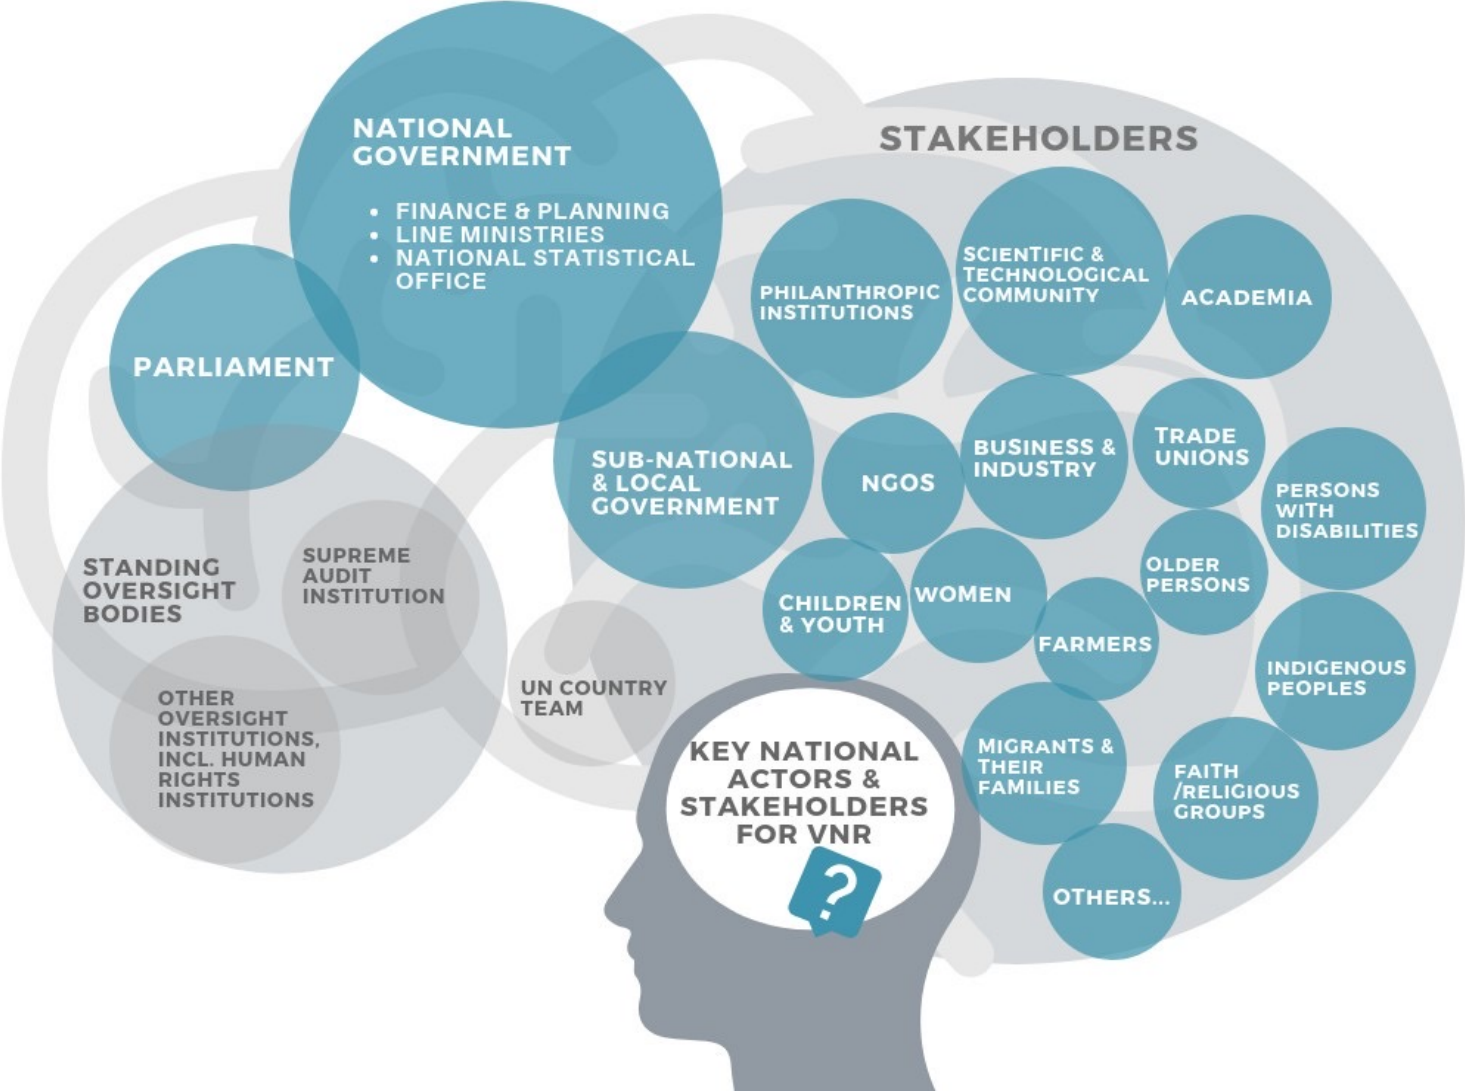 NATIONAL
GOVERNMENT
• FINANCE & PLANNING
• LINE MINISTRIES
• NATIONAL STATISTICAL
OFFICE
PARLIAMENT
SUB-NATIONAL
& LOCAL
GOVERNMENT
STANDING
OVERSIGHT
BODIES
SUPREME
AUDIT
INSTITUTION
OTHER
OVERSIGHT
INSTITUTIONS,
INCL. HUMAN
RIGHTS
INSTITUTIONS
UN COUNTRY
TEAM
STAKEHOLDERS
PHILANTHROPIC
INSTITUTIONS
SCIENTIFIC &
TECHNOLOGICAL
COMMUNITY
ACADEMIA
NGOS
BUSINESS &
INDUSTRY
TRADE
UNIONS
PERSONS
WITH
DISABILITIES
CHILDREN
& YOUTH
WOMEN
OLDER
PERSONS
FARMERS
INDIGENOUS
PEOPLES
MIGRANTS &
THEIR
FAMILIES
FAITH
/RELIGIOUS
GROUPS
OTHERS...
KEY NATIONAL
ACTORS &
STAKEHOLDERS
FOR VNR
?